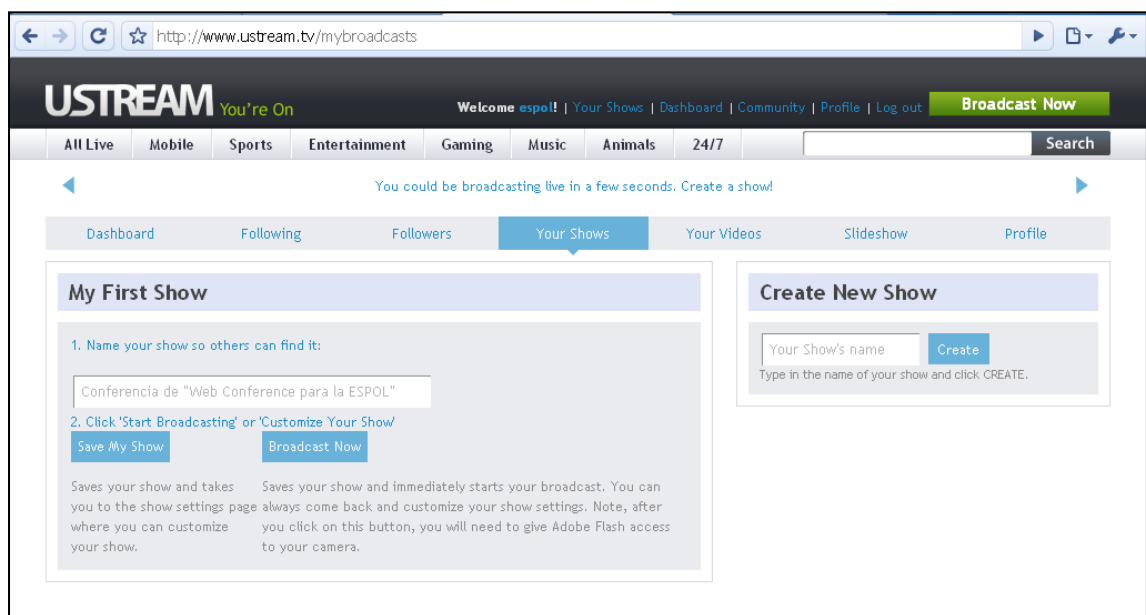 http://www.ustream.tv/mybroadcasts
USTREAM You're On
Welcome espol! | Your Shows | Dashboard | Community | Profile | Log out
Broadcast Now
All Live Mobile Sports Entertainment Gaming Music Animals 24/7
Search
You could be broadcasting live in a few seconds. Create a show!
Dashboard Following Followers Your Shows Your Videos Slideshow Profile
My First Show
1. Name your show so others can find it:
Conferencia de "Web Conference para la ESPOL"
2. Click 'Start Broadcasting' or 'Customize Your Show'
Save My Show
Broadcast Now
Saves your show and takes
you to the show settings page
where you can customize
your show.
Saves your show and immediately starts your broadcast. You can
always come back and customize your show settings. Note, after
you click on this button, you will need to give Adobe Flash access
to your camera.
Create New Show
Your Show's name
Create
Type in the name of your show and click CREATE.